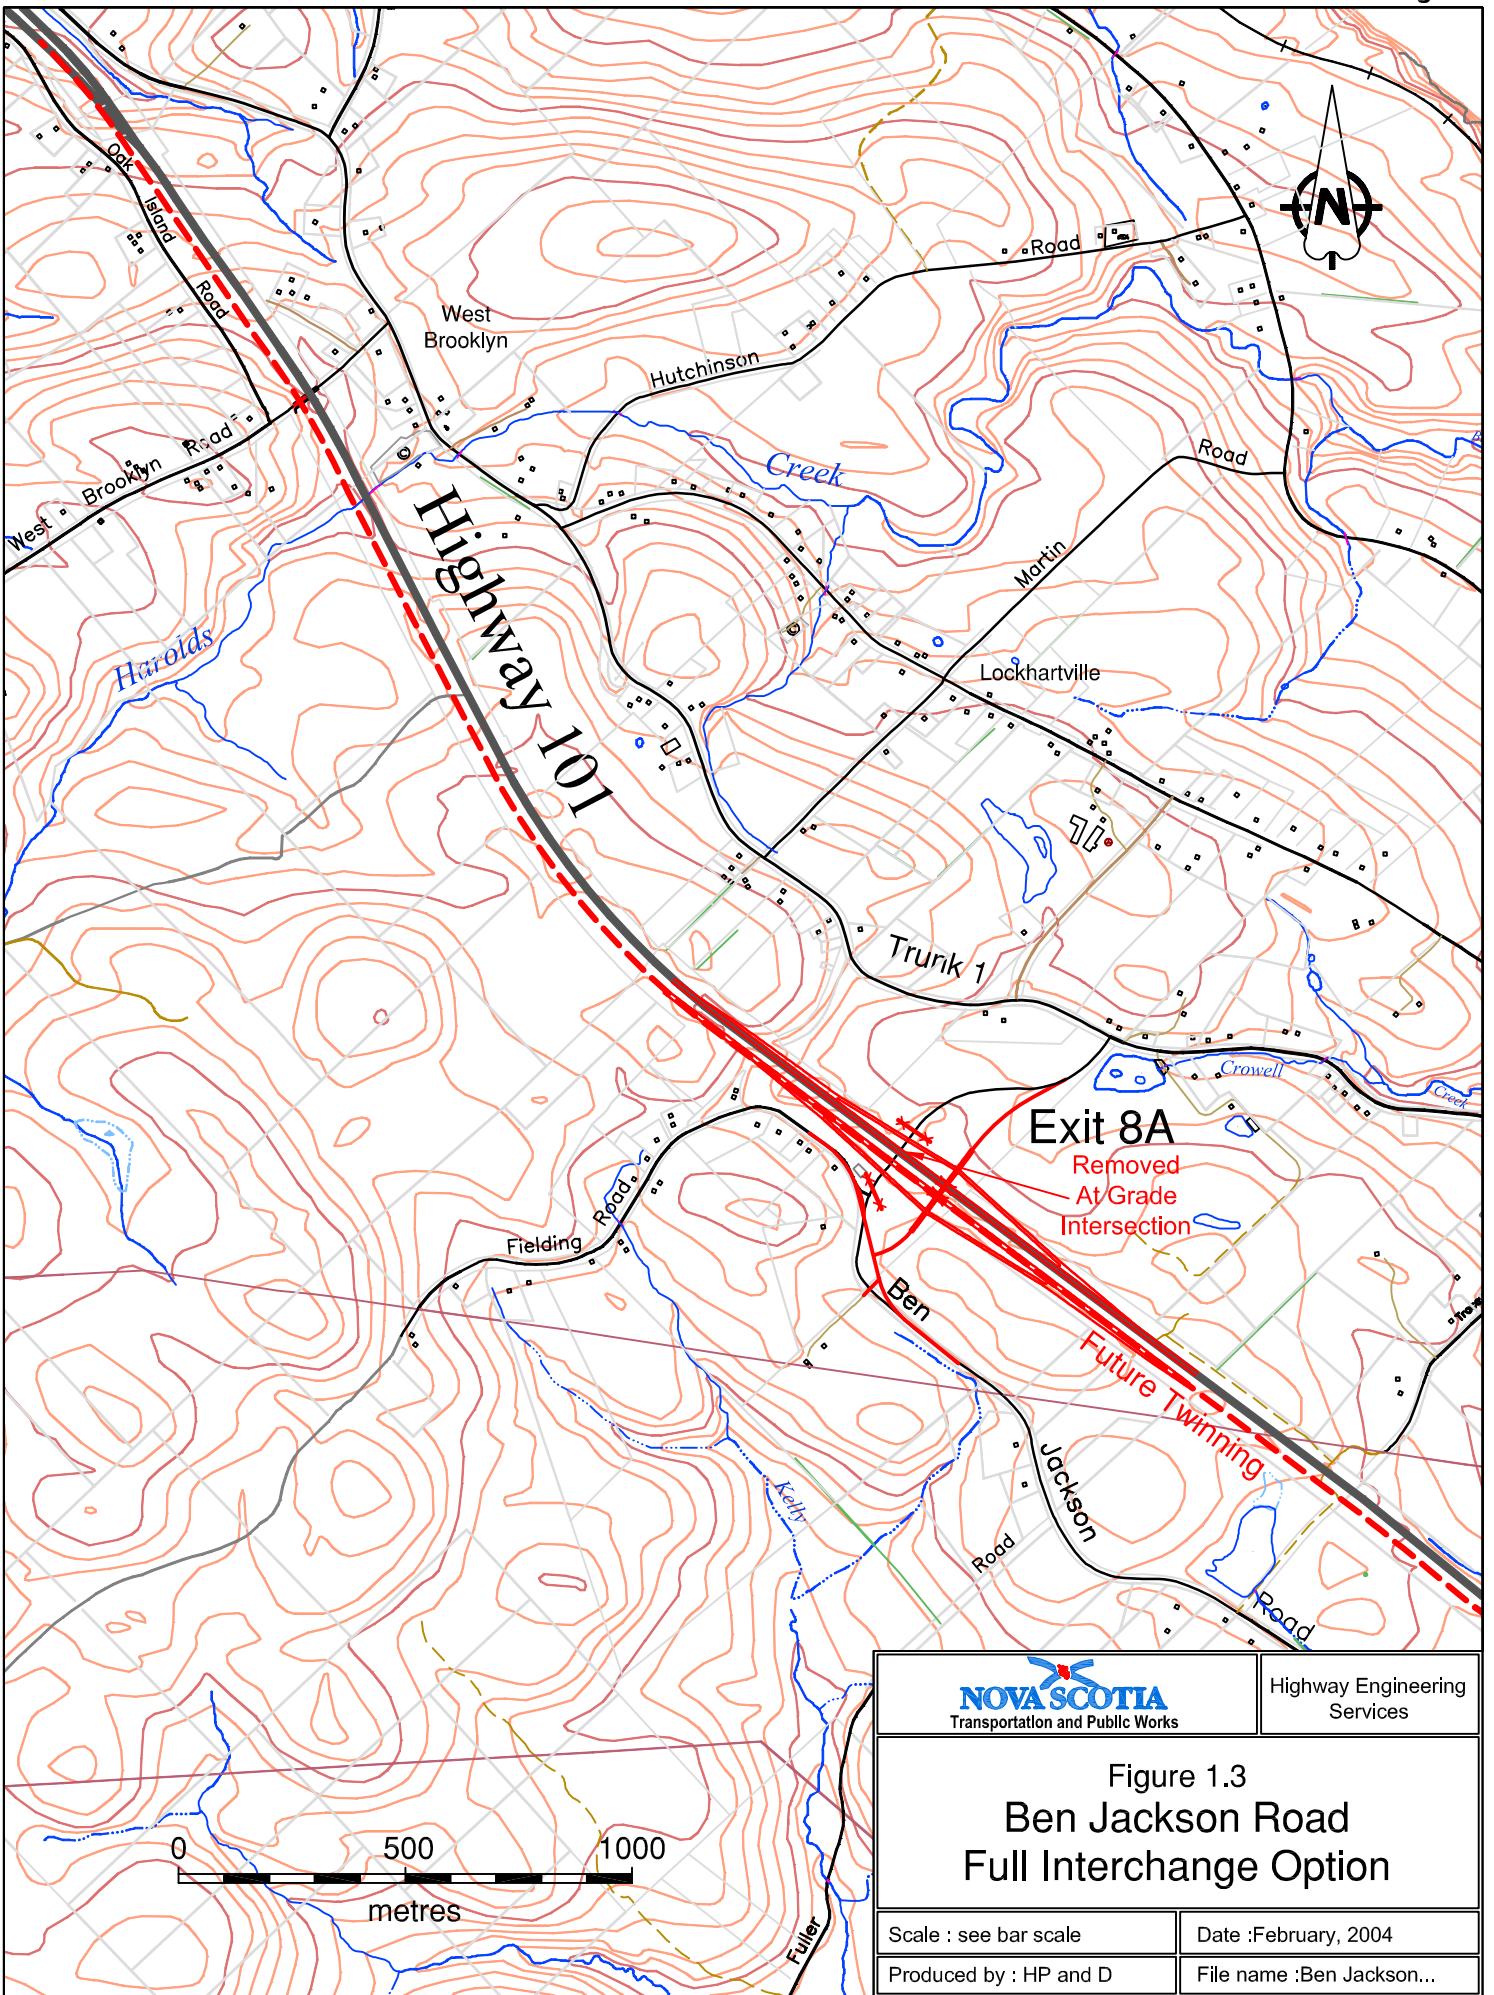 Oak
Island
Road
West
Brooklyn
Hutchinson
Road
N
West Brooklyn Road
Creek
Road
Martin
Harolds
Highway 101
Lockhartville
Trunk 1
Crowell
Creek
Exit 8A
Removed
At Grade
Intersection
Fielding
Road
Ben
Jackson
Road
Future Twinning
Kelly
Road
Fuller
0 500 1000
metres
NOVA SCOTIA
Transportation and Public Works
Highway Engineering
Services
Figure 1.3
Ben Jackson Road
Full Interchange Option
Scale : see bar scale
Date :February, 2004
Produced by : HP and D
File name :Ben Jackson...